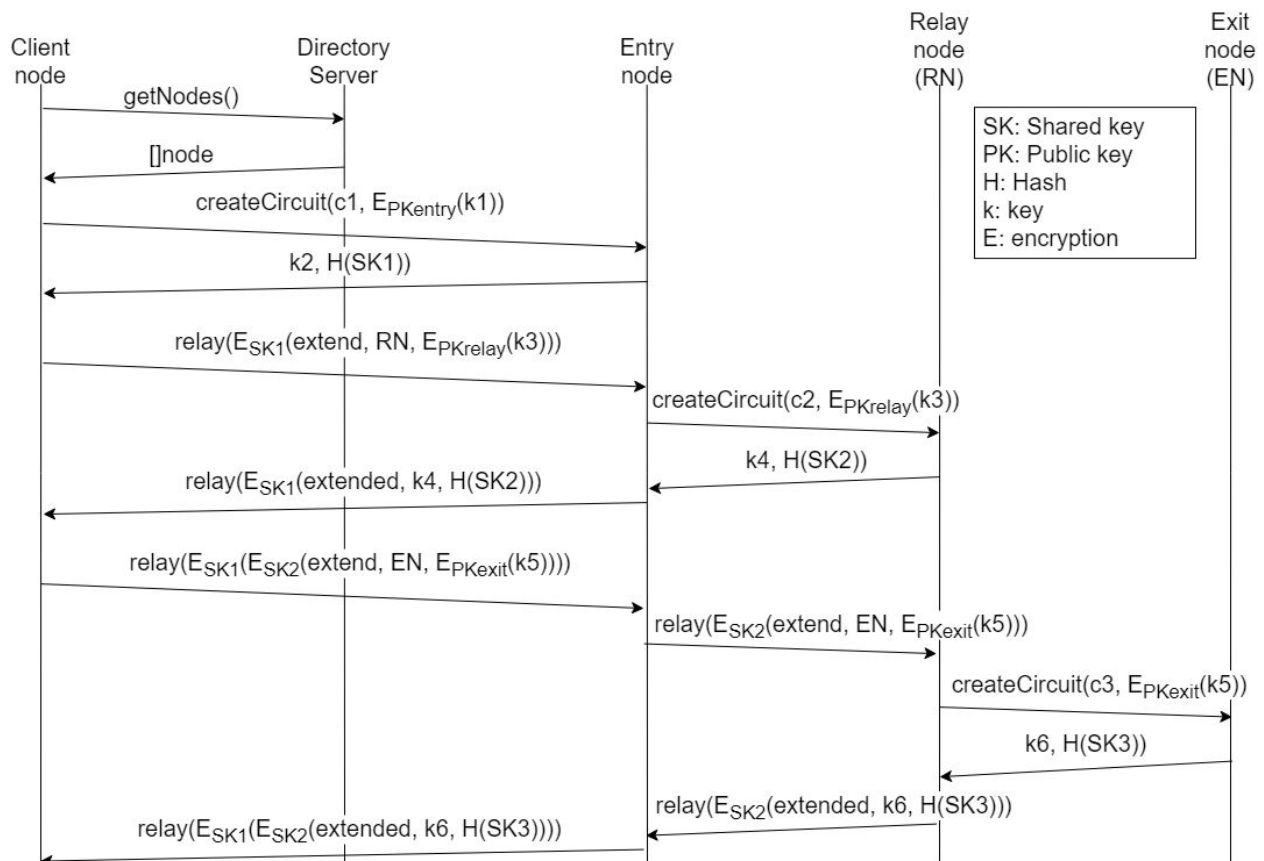 Client
node
Directory
Server
Entry
node
Relay
node
(RN)
Exit
node
(EN)
SK: Shared key
PK: Public key
H: Hash
k: key
E: encryption
getNodes()
[]node
createCircuit(c1, EPKentry(k1))
k2, H(SK1))
relay(ESK1(extend, RN, EPKrelay(k3)))
createCircuit(c2, EPKrelay(k3))
k4, H(SK2))
relay(ESK1(extended, k4, H(SK2)))
relay(ESK1(ESK2(extend, EN, EPKexit(k5))))
relay(ESK2(extend, EN, EPKexit(k5)))
createCircuit(c3, EPKexit(k5))
k6, H(SK3))
relay(ESK2(extended, k6, H(SK3)))
relay(ESK1(ESK2(extended, k6, H(SK3))))